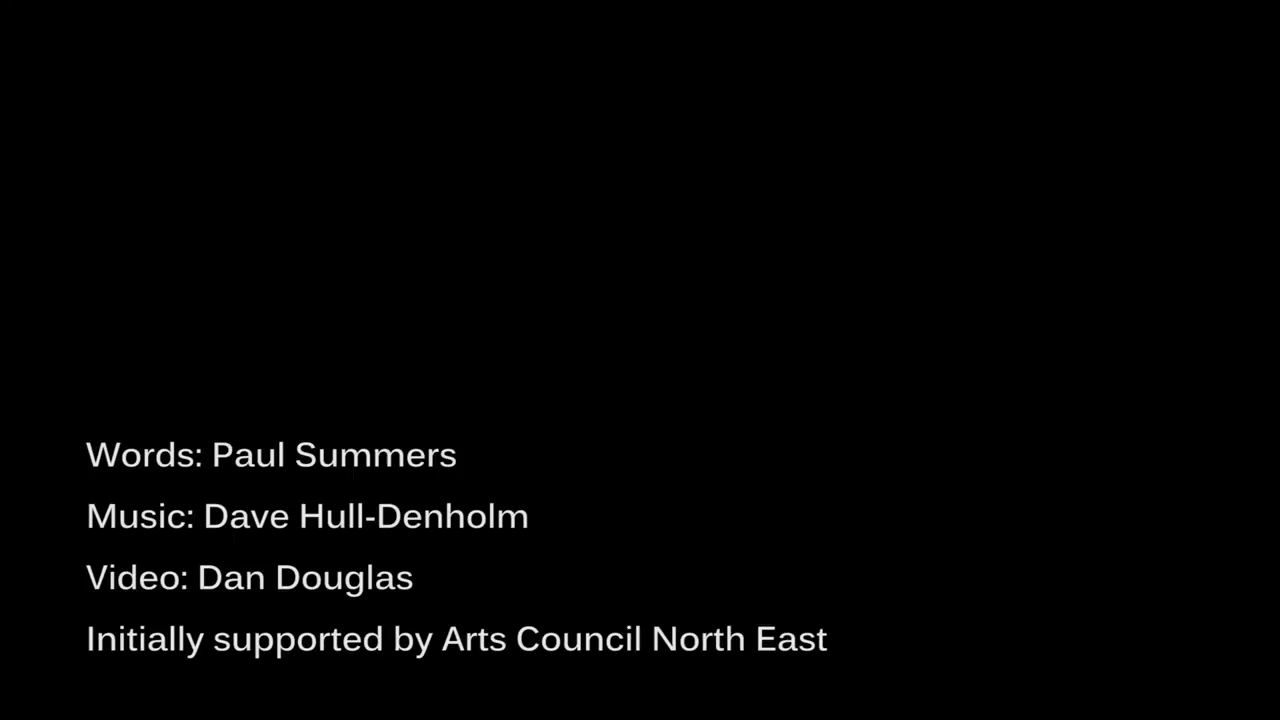 Words: Paul Summers
Music: Dave Hull-Denholm
Video: Dan Douglas
Initially supported by Arts Council North East